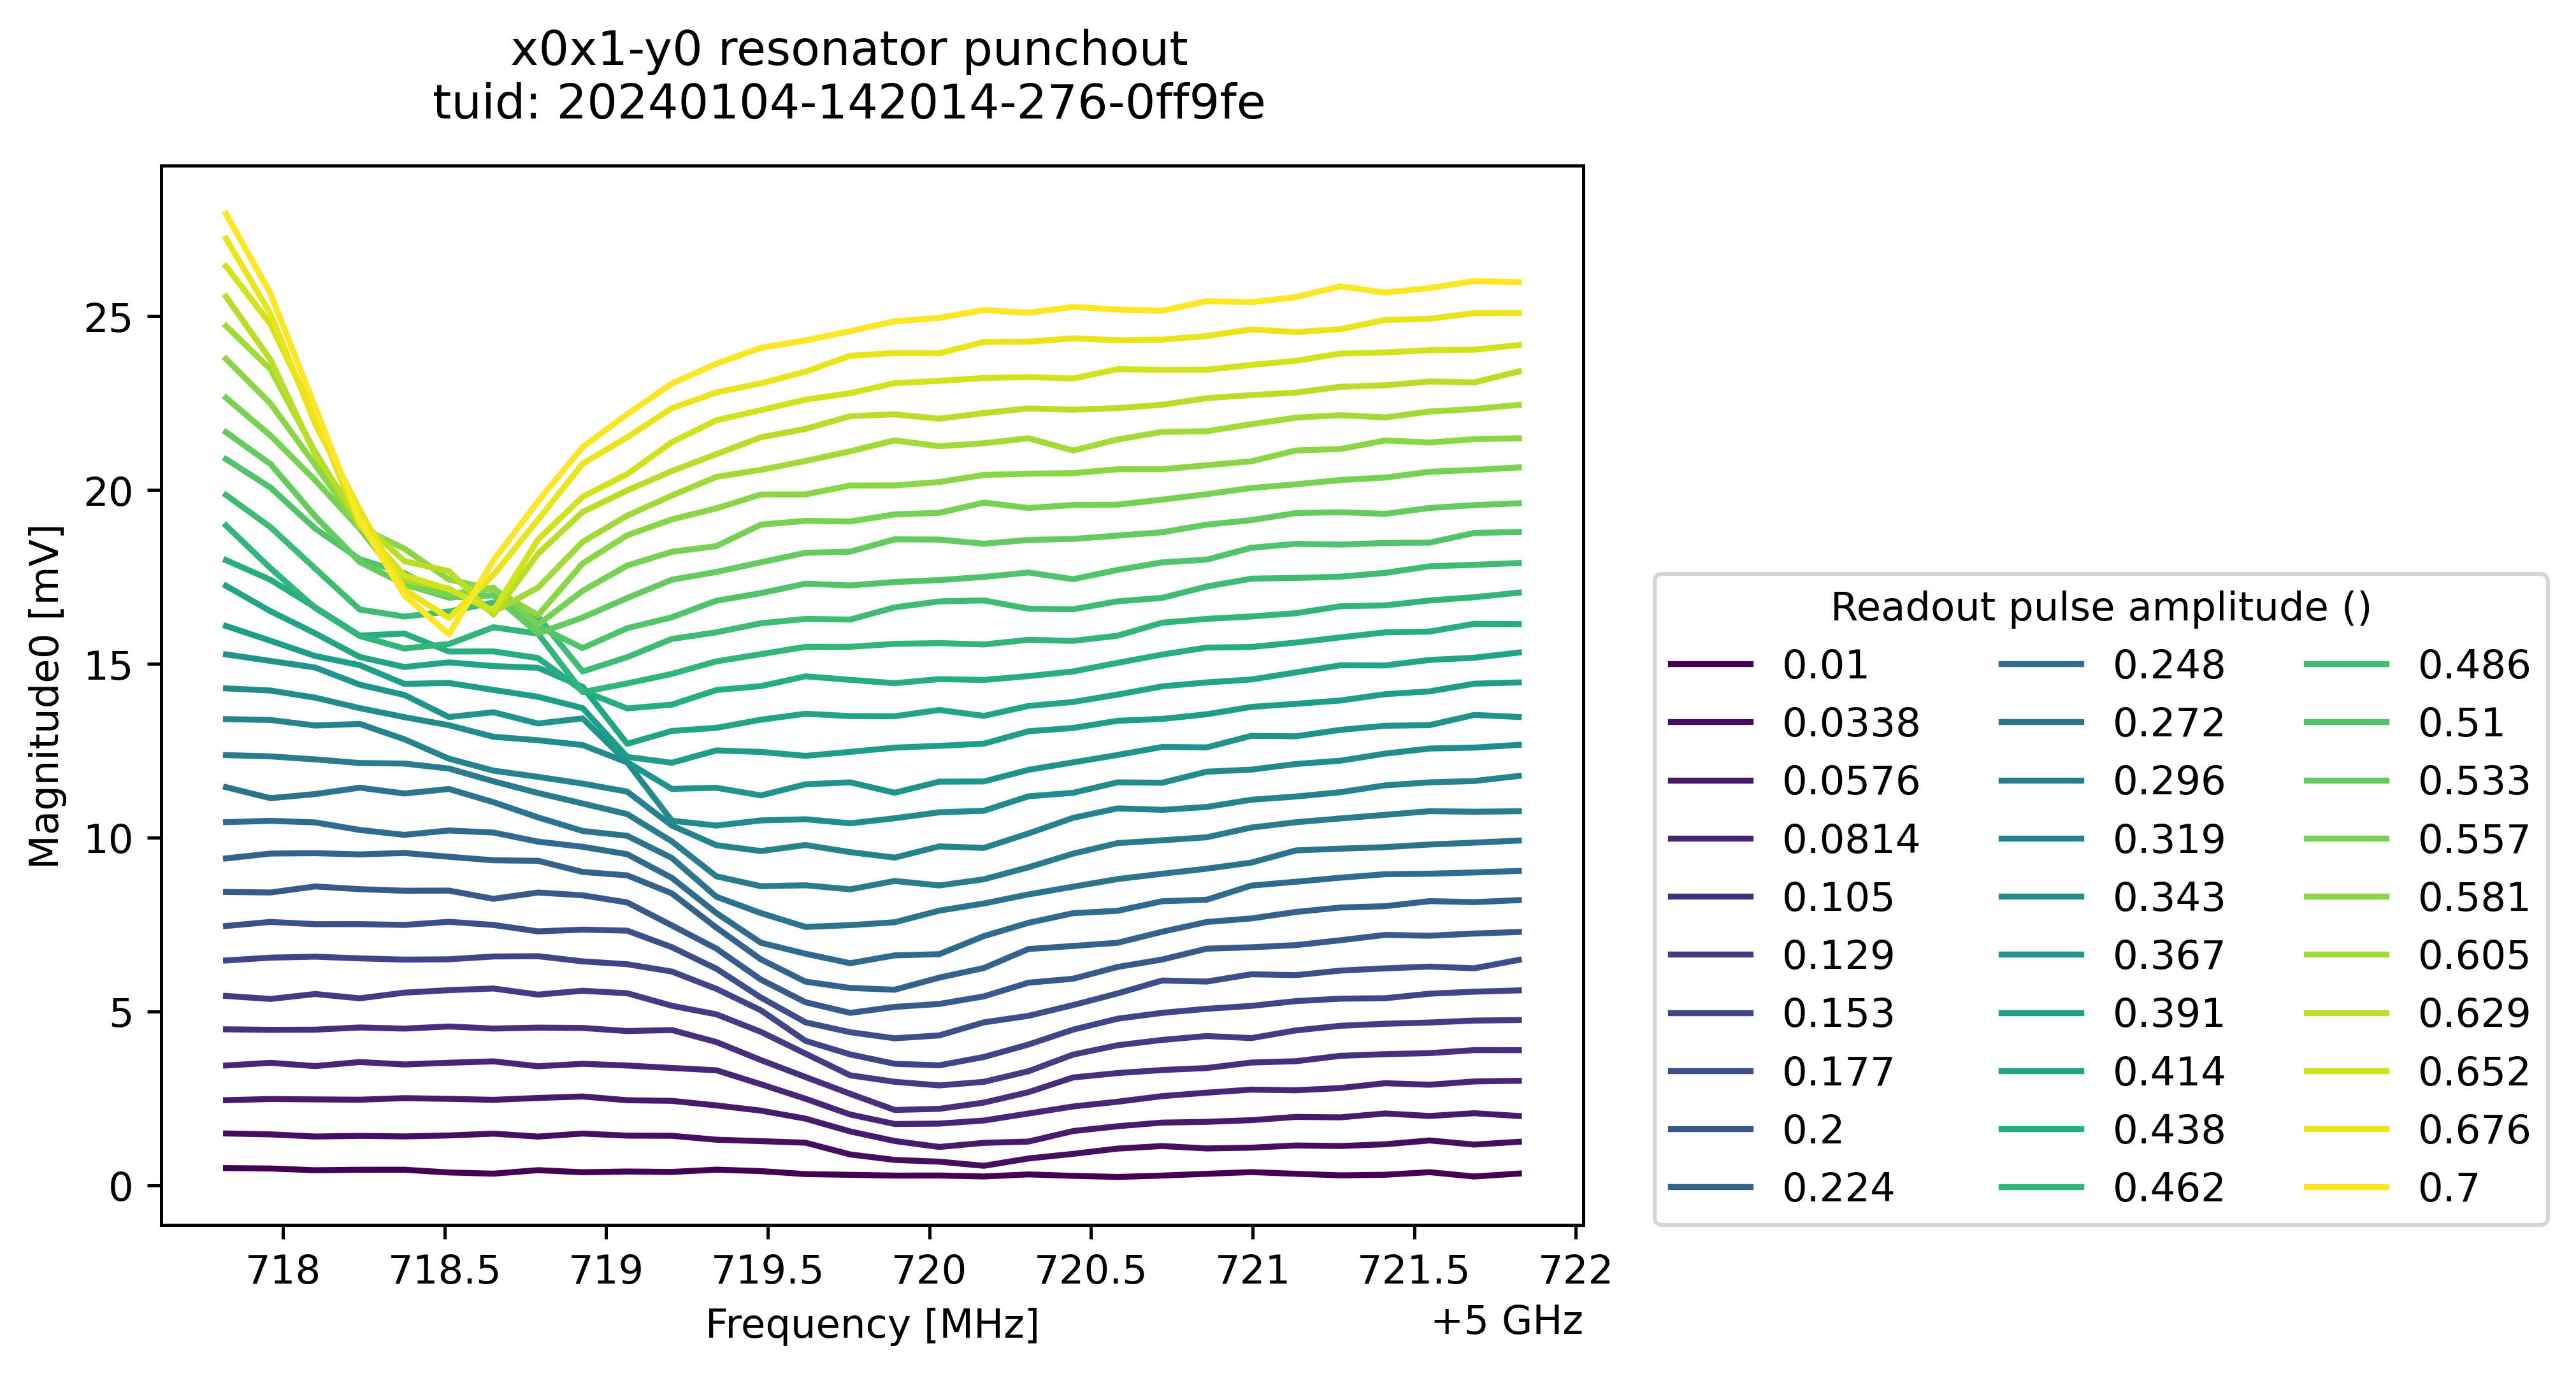 x0x1-y0 resonator punchout
tuid: 20240104-142014-276-0ff9fe
Magnitude0 [mV]
25
20
15
10
5
0
718 718.5 719 719.5 720 720.5 721 721.5 722
Frequency [MHz]
+5 GHz
Readout pulse amplitude ()
0.01 0.248 0.486
0.0338 0.272 0.51
0.0576 0.296 0.533
0.0814 0.319 0.557
0.105 0.343 0.581
0.129 0.367 0.605
0.153 0.391 0.629
0.177 0.414 0.652
0.2 0.438 0.676
0.224 0.462 0.7